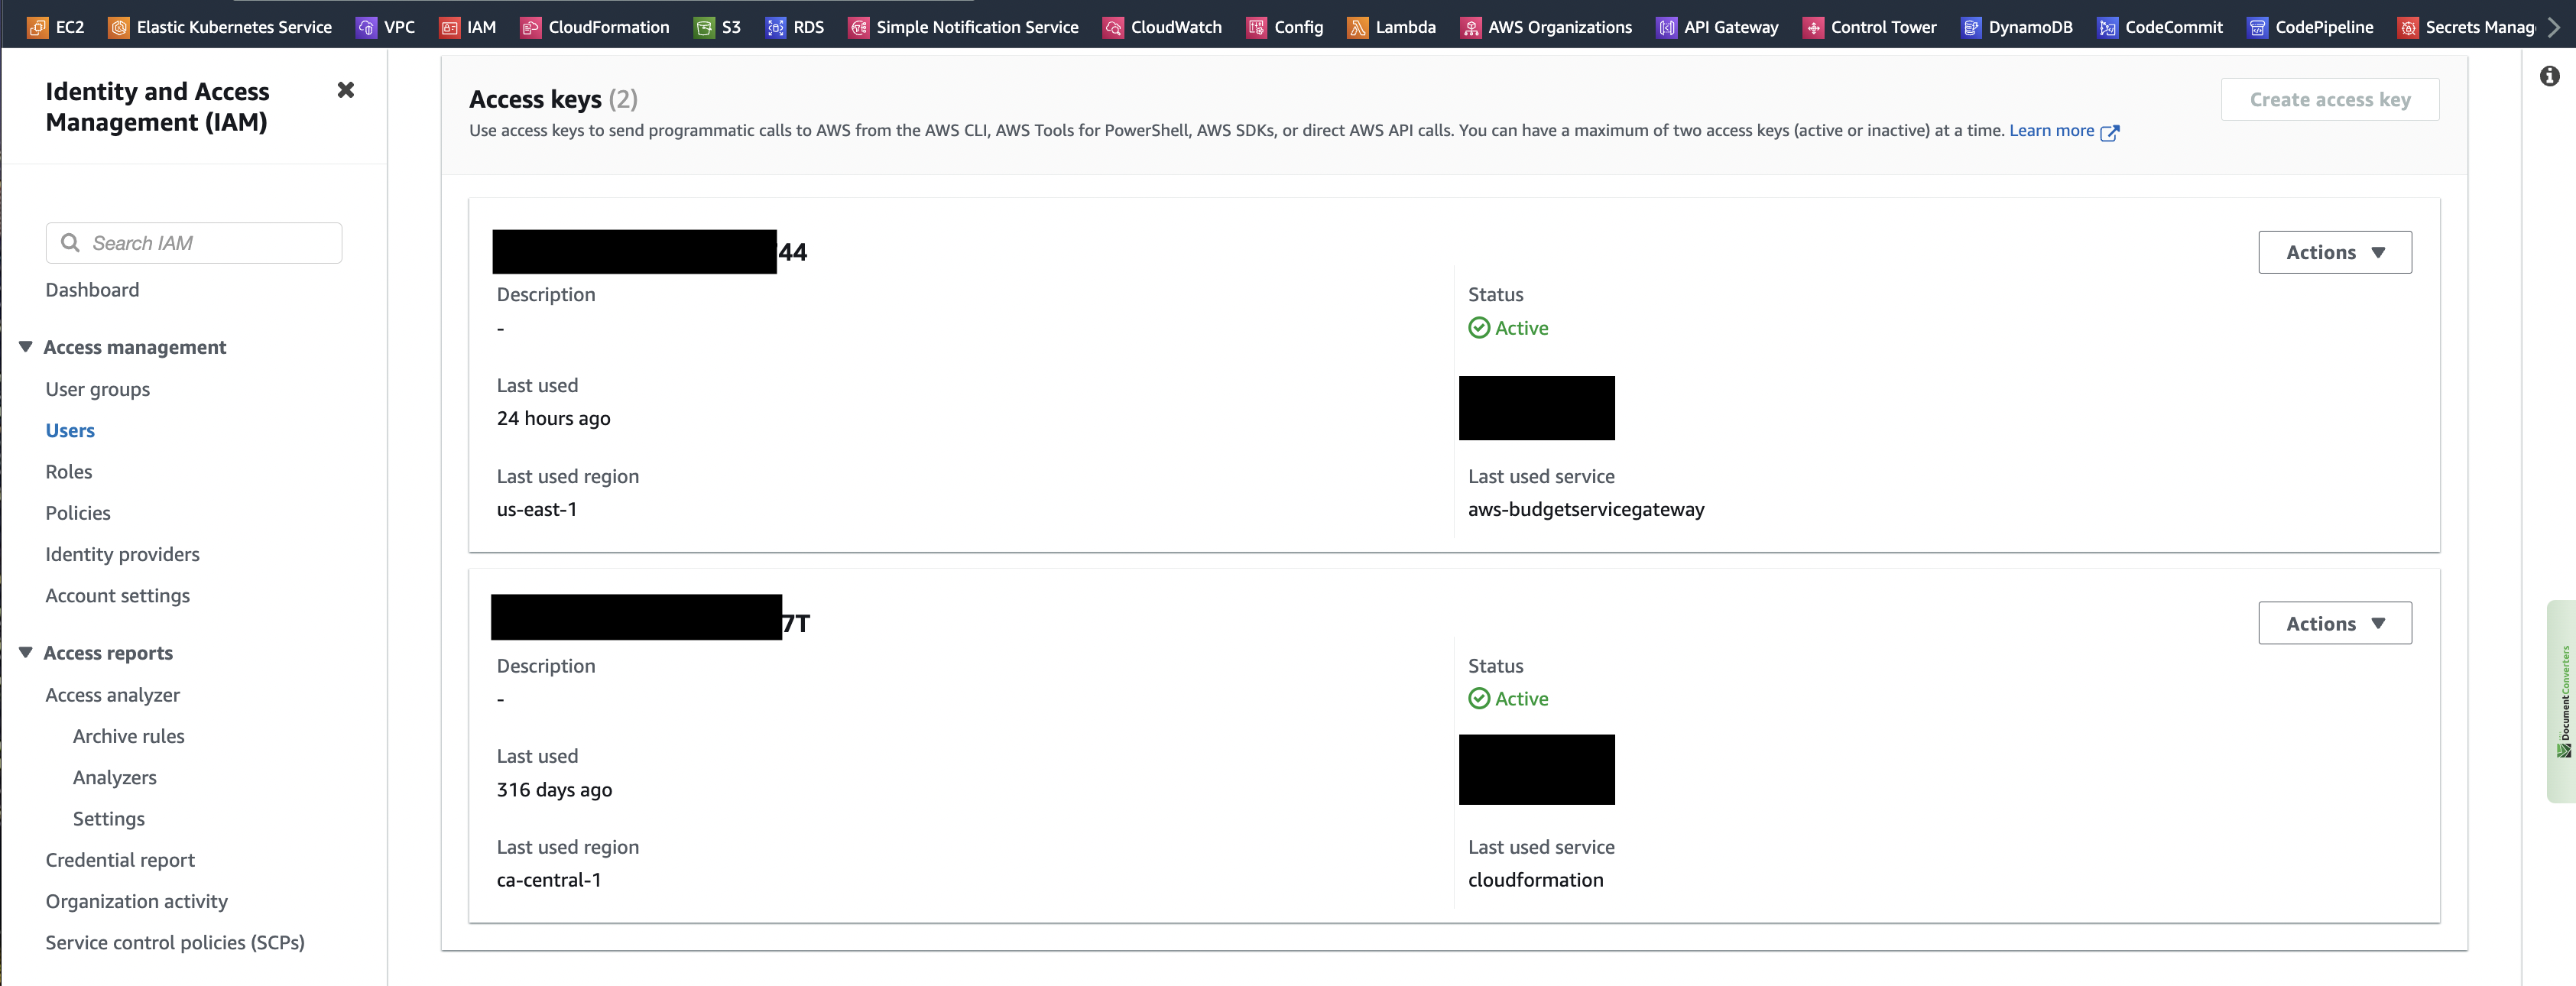 EC2 Elastic Kubernetes Service VPC IAM CloudFormation S3 RDS Simple Notification Service CloudWatch Config Lambda AWS Organizations API Gateway Control Tower DynamoDB CodeCommit CodePipeline Secrets Manag
Identity and Access
Management (IAM)
Search IAM
Dashboard
Access management
User groups
Users
Roles
Policies
Identity providers
Account settings
Access reports
Access analyzer
Archive rules
Analyzers
Settings
Credential report
Organization activity
Service control policies (SCPs)
Access keys (2)
Create access key
Use access keys to send programmatic calls to AWS from the AWS CLI, AWS Tools for PowerShell, AWS SDKs, or direct AWS API calls. You can have a maximum of two access keys (active or inactive) at a time. Learn more
44
Actions
Description
-
Status
Active
Last used
24 hours ago
Last used region
us-east-1
Last used service
aws-budgetservicegateway
7T
Actions
Description
-
Status
Active
Last used
316 days ago
Last used region
ca-central-1
Last used service
cloudformation
DocumentConverters